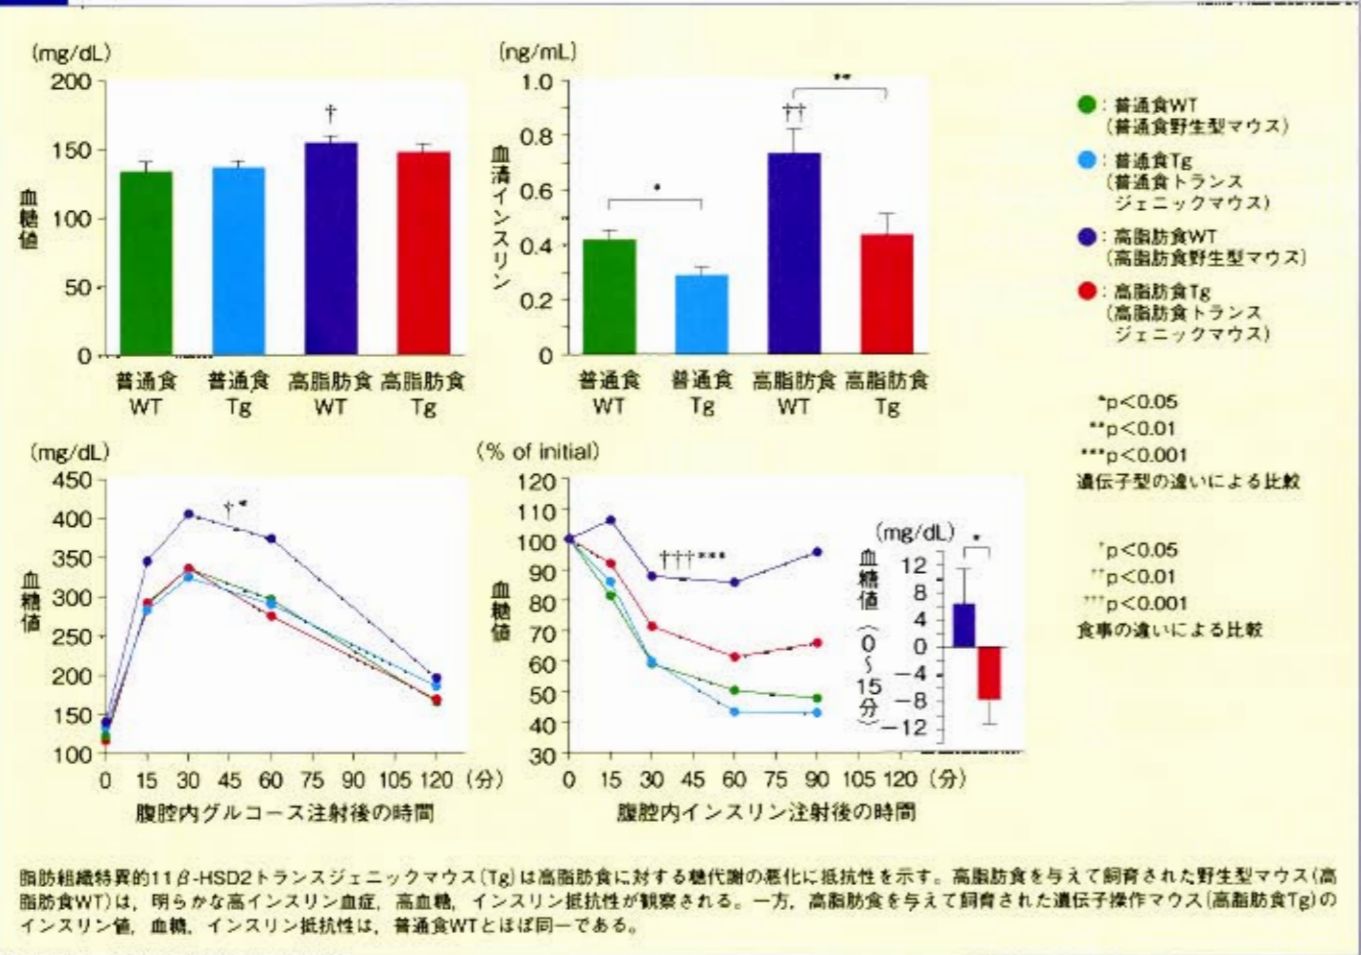 (mg/dL)
200
150
100
50
0
血糖値
†
普通食
WT
普通食
Tg
高脂肪食
WT
高脂肪食
Tg
(ng/mL)
1.0
0.8
0.6
0.4
0.2
0
血清インスリン
*
††
**
普通食
WT
普通食
Tg
高脂肪食
WT
高脂肪食
Tg
：普通食WT
（普通食野生型マウス）
：普通食Tg
（普通食トランス
ジェニックマウス）
：高脂肪食WT
（高脂肪食野生型マウス）
：高脂肪食Tg
（高脂肪食トランス
ジェニックマウス）
*p＜0.05
**p＜0.01
***p＜0.001
遺伝子型の違いによる比較
†p＜0.05
††p＜0.01
†††p＜0.001
食事の違いによる比較
(mg/dL)
450
400
350
300
250
200
150
100
血糖値
†*
0 15 30 45 60 75 90 105 120（分）
腹腔内グルコース注射後の時間
(% of initial)
120
110
100
90
80
70
60
50
40
30
血糖値
†††***
0 15 30 45 60 75 90 105 120（分）
腹腔内インスリン注射後の時間
(mg/dL)
血糖値（0～15分）
12
8
4
0
−4
−8
−12
*
脂肪組織特異的11β-HSD2トランスジェニックマウス（Tg）は高脂肪食に対する糖代謝の悪化に抵抗性を示す。高脂肪食を与えて飼育された野生型マウス（高
脂肪食WT）は，明らかな高インスリン血症，高血糖，インスリン抵抗性が観察される。一方，高脂肪食を与えて飼育された遺伝子操作マウス（高脂肪食Tg）の
インスリン値，血糖，インスリン抵抗性は，普通食WTとほぼ同一である。